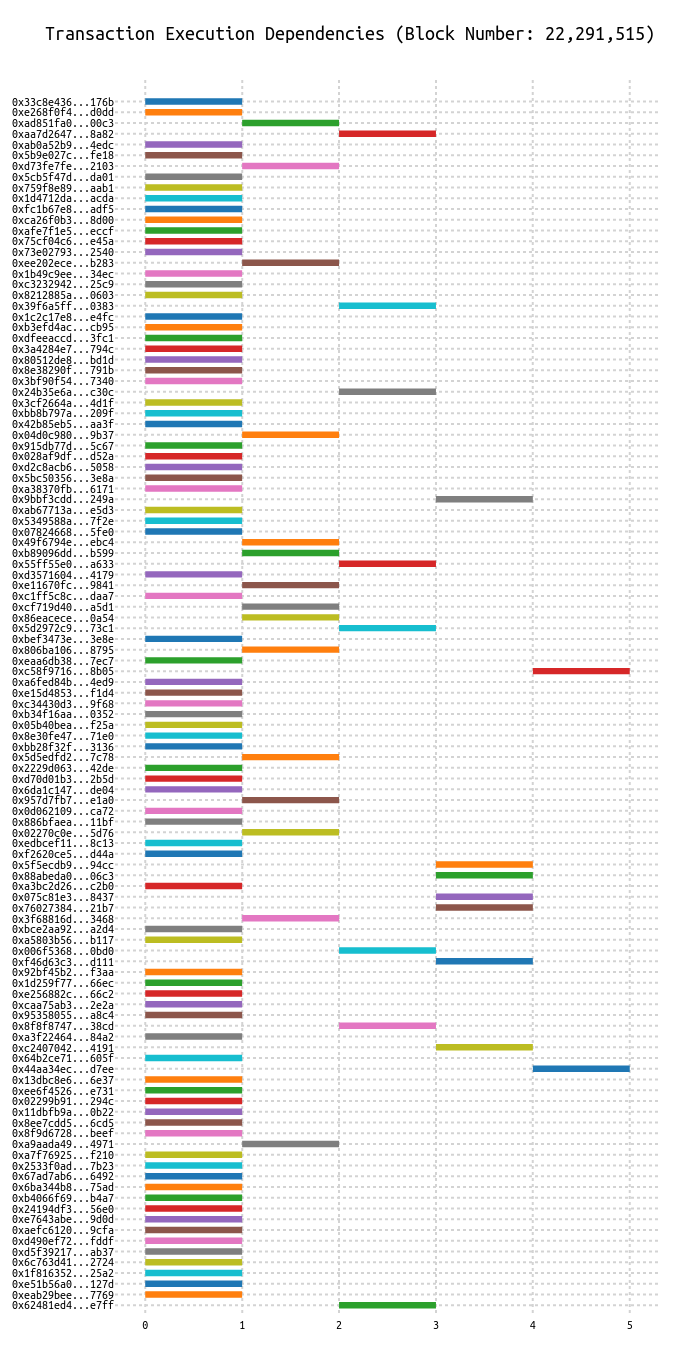 Transaction Execution Dependencies (Block Number: 22,291,515)
0x33c8e436...176b
0xe268f0f4...d0dd
0xad851fa0...00c3
0xaa7d2647...8a82
0xab0a52b9...4edc
0x5b9e027c...fe18
0xd73fe7fe...2103
0x5cb5f47d...da01
0x759f8e89...aab1
0x1d4712da...acda
0xfc1b67e8...adf5
0xca26f0b3...8d00
0xafe7f1e5...eccf
0x75cf04c6...e45a
0x73e02793...2540
0xee202ece...b283
0x1b49c9ee...34ec
0xc3232942...25c9
0x8212885a...0603
0x39f6a5ff...0383
0x1c2c17e8...e4fc
0xb3efd4ac...cb95
0xdfeeaccd...3fc1
0x3a4284e7...794c
0x80512de8...bd1d
0x8e38290f...791b
0x3bf90f54...7340
0x24b35e6a...c30c
0x3cf2664a...4d1f
0xbb8b797a...209f
0x42b85eb5...aa3f
0x04d0c980...9b37
0x915db77d...5c67
0x028af9df...d52a
0xd2c8acb6...5058
0x5bc50356...3e8a
0xa38370fb...6171
0x9bbf3cdd...249a
0xab67713a...e5d3
0x5349588a...7f2e
0x07824668...5fe0
0x49f6794e...ebc4
0xb89096dd...b599
0x55ff55e0...a633
0xd3571604...4179
0xe11670fc...9841
0xc1ff5c8c...daa7
0xcf719d40...a5d1
0x86eacece...0a54
0x5d2972c9...73c1
0xbef3473e...3e8e
0x806ba106...8795
0xeaa6db38...7ec7
0xc58f9716...8b05
0xa6fed84b...4ed9
0xe15d4853...f1d4
0xc34430d3...9f68
0xb34f16aa...0352
0x05b40bea...f25a
0x8e30fe47...71e0
0xbb28f32f...3136
0x5d5edfd2...7c78
0x2229d063...42de
0xd70d01b3...2b5d
0x6da1c147...de04
0x957d7fb7...e1a0
0x0d062109...ca72
0x886bfaea...11bf
0x02270c0e...5d76
0xedbcef11...8c13
0xf2620ce5...d44a
0x5f5ecdb9...94cc
0x88abeda0...06c3
0xa3bc2d26...c2b0
0x075c81e3...8437
0x76027384...21b7
0x3f68816d...3468
0xbce2aa92...a2d4
0xa5803b56...b117
0x006f5368...0bd0
0xf46d63c3...d111
0x92bf45b2...f3aa
0x1d259f77...66ec
0xe256882c...66c2
0xcaa75ab3...2e2a
0x95358055...a8c4
0x8f8f8747...38cd
0xa3f22464...84a2
0xc2407042...4191
0x64b2ce71...605f
0x44aa34ec...d7ee
0x13dbc8e6...6e37
0xee6f4526...e731
0x02299b91...294c
0x11dbfb9a...0b22
0x8ee7cdd5...6cd5
0x8f9d6728...beef
0xa9aada49...4971
0xa7f76925...f210
0x2533f0ad...7b23
0x67ad7ab6...6492
0x6ba344b8...75ad
0xb4066f69...b4a7
0x24194df3...56e0
0xe7643abe...9d0d
0xaefc6120...9cfa
0xd490ef72...fddf
0xd5f39217...ab37
0x6c763d41...2724
0x1f816352...25a2
0xe51b56a0...127d
0xeab29bee...7769
0x62481ed4...e7ff
0 1 2 3 4 5